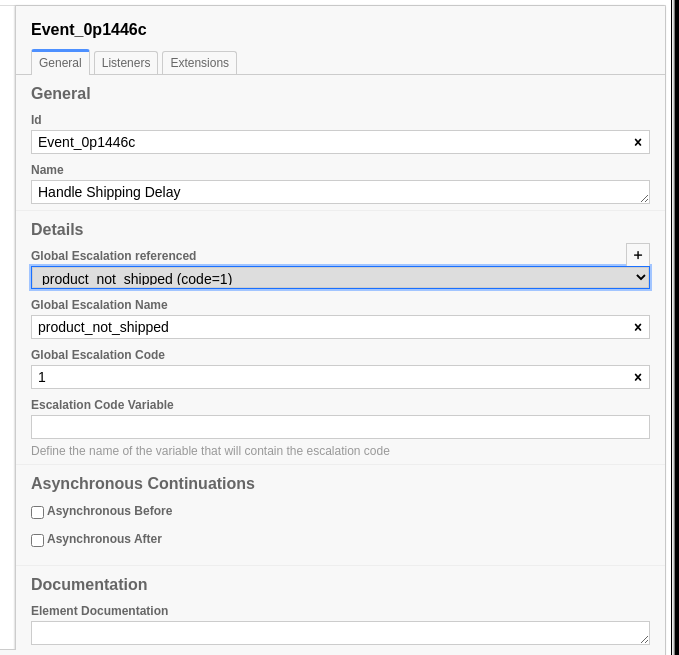 Event_0p1446c
General Listeners Extensions
General
Id
Event_0p1446c ×
Name
Handle Shipping Delay
Details
Global Escalation referenced +
product_not_shipped (code=1)
Global Escalation Name
product_not_shipped ×
Global Escalation Code
1 ×
Escalation Code Variable
Define the name of the variable that will contain the escalation code
Asynchronous Continuations
Asynchronous Before
Asynchronous After
Documentation
Element Documentation